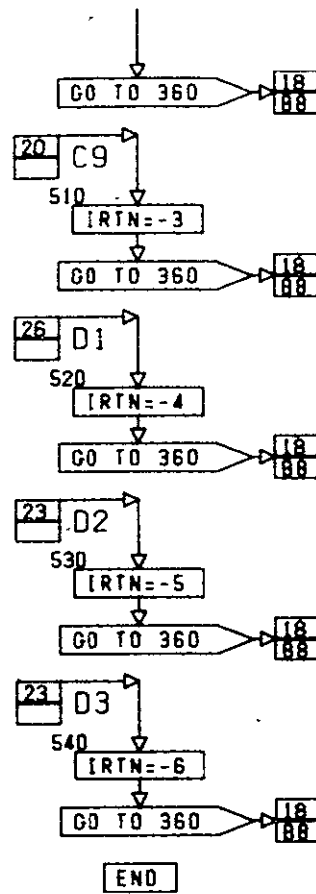 GO TO 360
18
B8
20
C9
510
IRTN=-3
GO TO 360
18
B8
26
D1
520
IRTN=-4
GO TO 360
18
B8
23
D2
530
IRTN=-5
GO TO 360
18
B8
23
D3
540
IRTN=-6
GO TO 360
18
B8
END